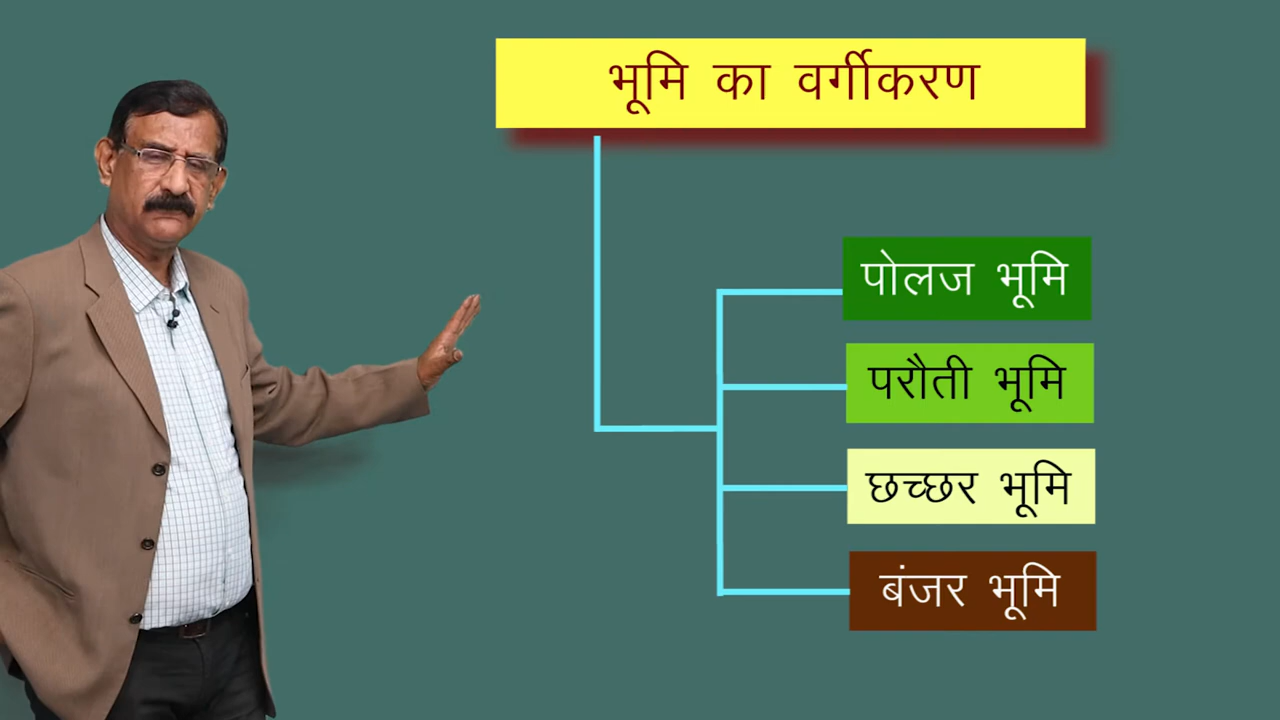 भूमि का वर्गीकरण
पोलज भूमि
परौती भूमि
छच्छर भूमि
बंजर भूमि